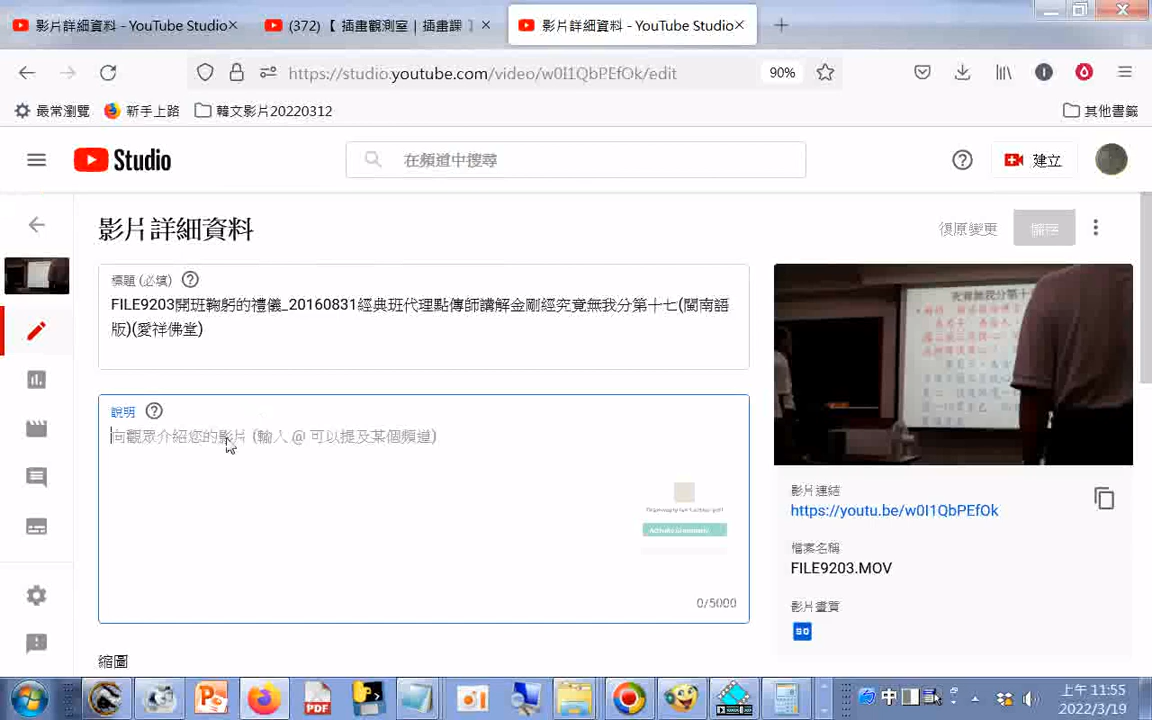 影片詳細資料 - YouTube Studio
(372)【 插畫觀測室 | 插畫課 】
影片詳細資料 - YouTube Studio
https://studio.youtube.com/video/w0I1QbPEfOk/edit
90%
最常瀏覽
新手上路
韓文影片20220312
其他書籤
Studio
在頻道中搜尋
建立
影片詳細資料
復原變更
儲存
標題 (必填)
FILE9203開班鞠躬的禮儀_20160831經典班代理點傳師講解金剛經究竟無我分第十七(閩南語
版)(愛祥佛堂)
說明
向觀眾介紹您的影片 (輸入 @ 可以提及某個頻道)
0/5000
影片連結
https://youtu.be/w0I1QbPEfOk
檔案名稱
FILE9203.MOV
影片畫質
SD
縮圖
PDF
中
上午 11:55
2022/3/19